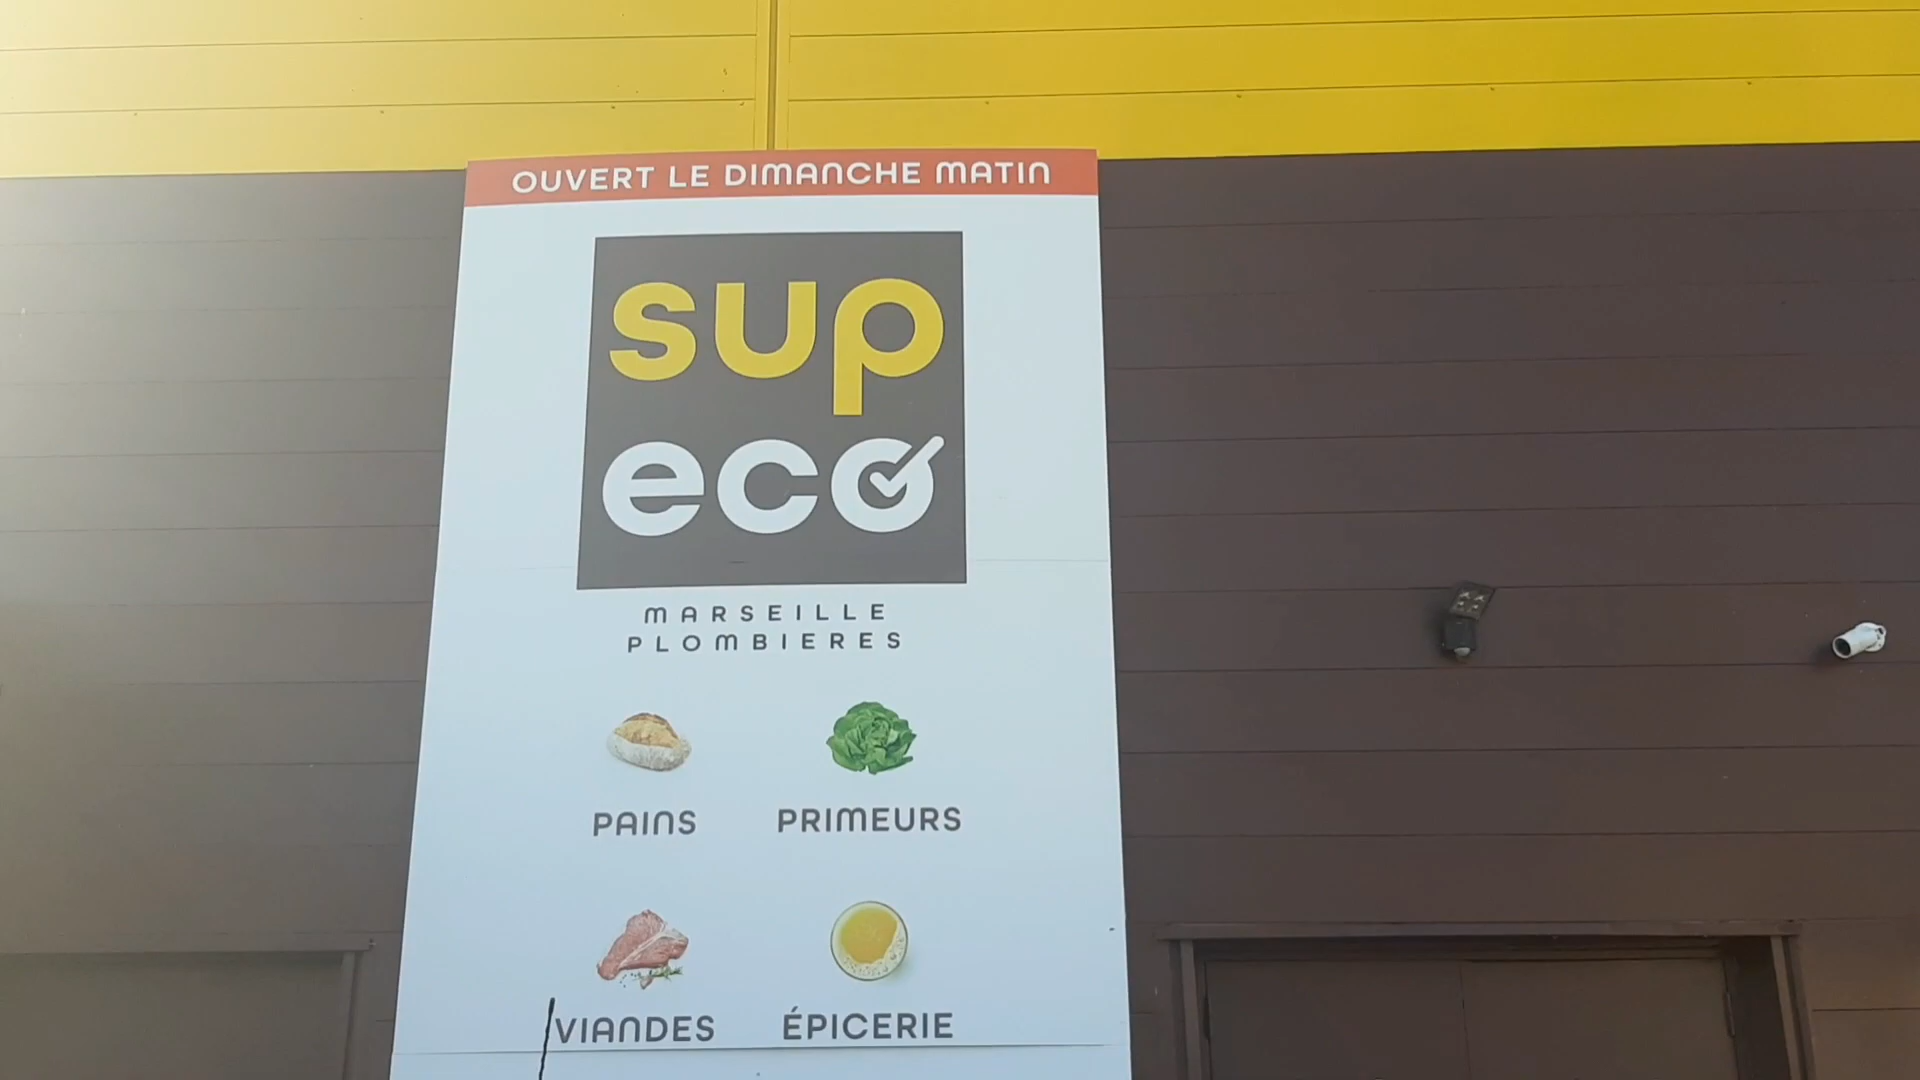 OUVERT LE DIMANCHE MATIN
sup
eco
MARSEILLE
PLOMBIERES
PAINS PRIMEURS
VIANDES ÉPICERIE